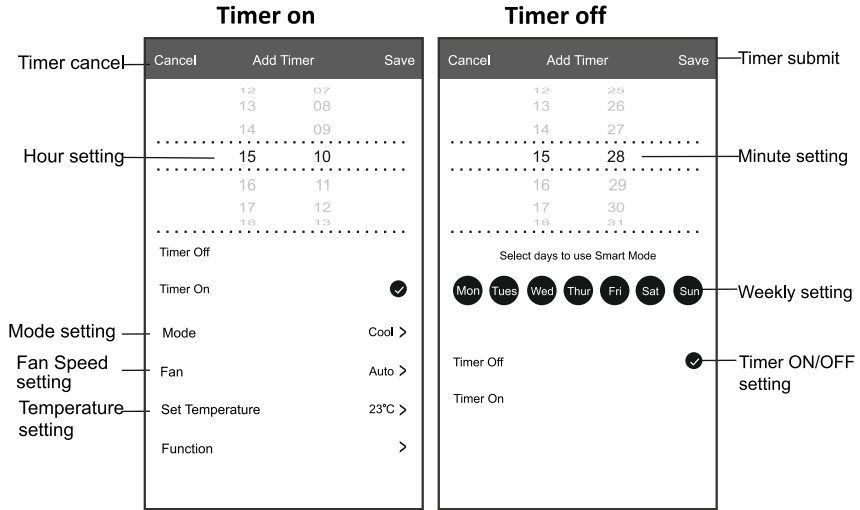 Timer on
Timer off
Timer cancel
Cancel Add Timer Save
12 07
13 08
14 09
Hour setting
15 10
16 11
17 12
18 13
Timer Off
Timer On
Mode setting
Mode Cool >
Fan Speed
setting
Fan Auto >
Temperature
setting
Set Temperature 23°C >
Function >
Cancel Add Timer Save
Timer submit
12 25
13 26
14 27
15 28
Minute setting
16 29
17 30
18 31
Select days to use Smart Mode
Mon Tues Wed Thur Fri Sat Sun
Weekly setting
Timer Off
Timer ON/OFF
setting
Timer On